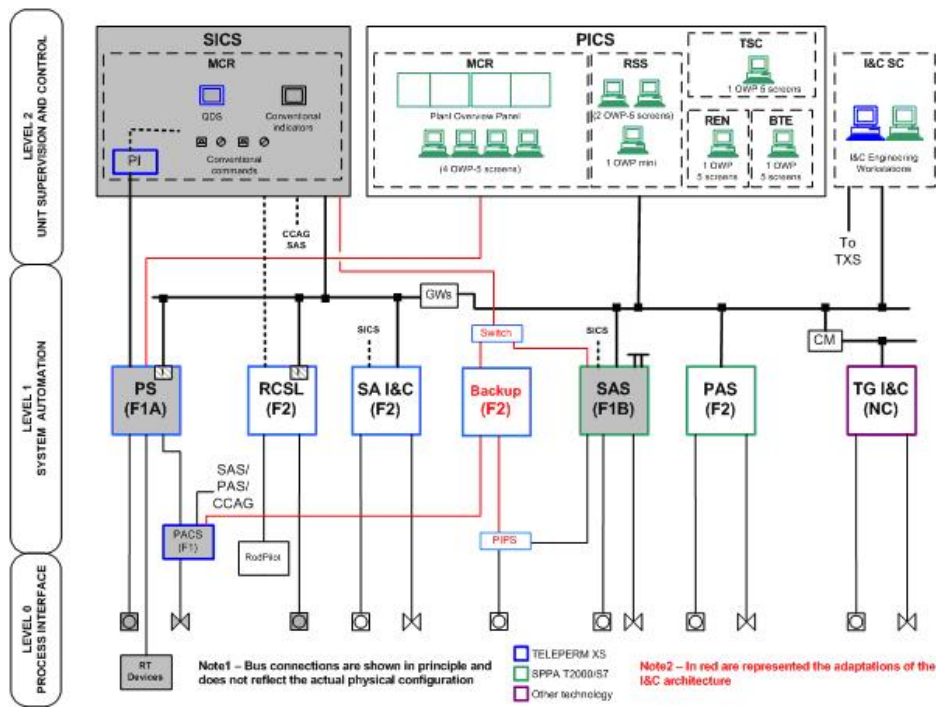 LEVEL 2
UNIT SUPERVISION AND CONTROL
LEVEL 1
SYSTEM AUTOMATION
LEVEL 0
PROCESS INTERFACE
SICS
MCR
QDS
Conventional
indicators
PI
Conventional
commands
PICS
MCR
Plant Overview Panel
(4 OWP-5 screens)
RSS
(2 OWP-5 screens)
1 OWP mini
TSC
1 OWP 5 screens
REN
1 OWP
5 screens
BTE
1 OWP
5 screens
I&C SC
I&C Engineering
Workstations
CCAG
SAS
To
TXS
GWs
SICS
Switch
SICS
CM
PS
(F1A)
RCSL
(F2)
SA I&C
(F2)
Backup
(F2)
SAS
(F1B)
PAS
(F2)
TG I&C
(NC)
SAS/
PAS/
CCAG
PACS
(F1)
RodPilot
PIPS
RT
Devices
Note1 – Bus connections are shown in principle and
does not reflect the actual physical configuration
TELEPERM XS
SPPA T2000/S7
Other technology
Note2 – In red are represented the adaptations of the
I&C architecture